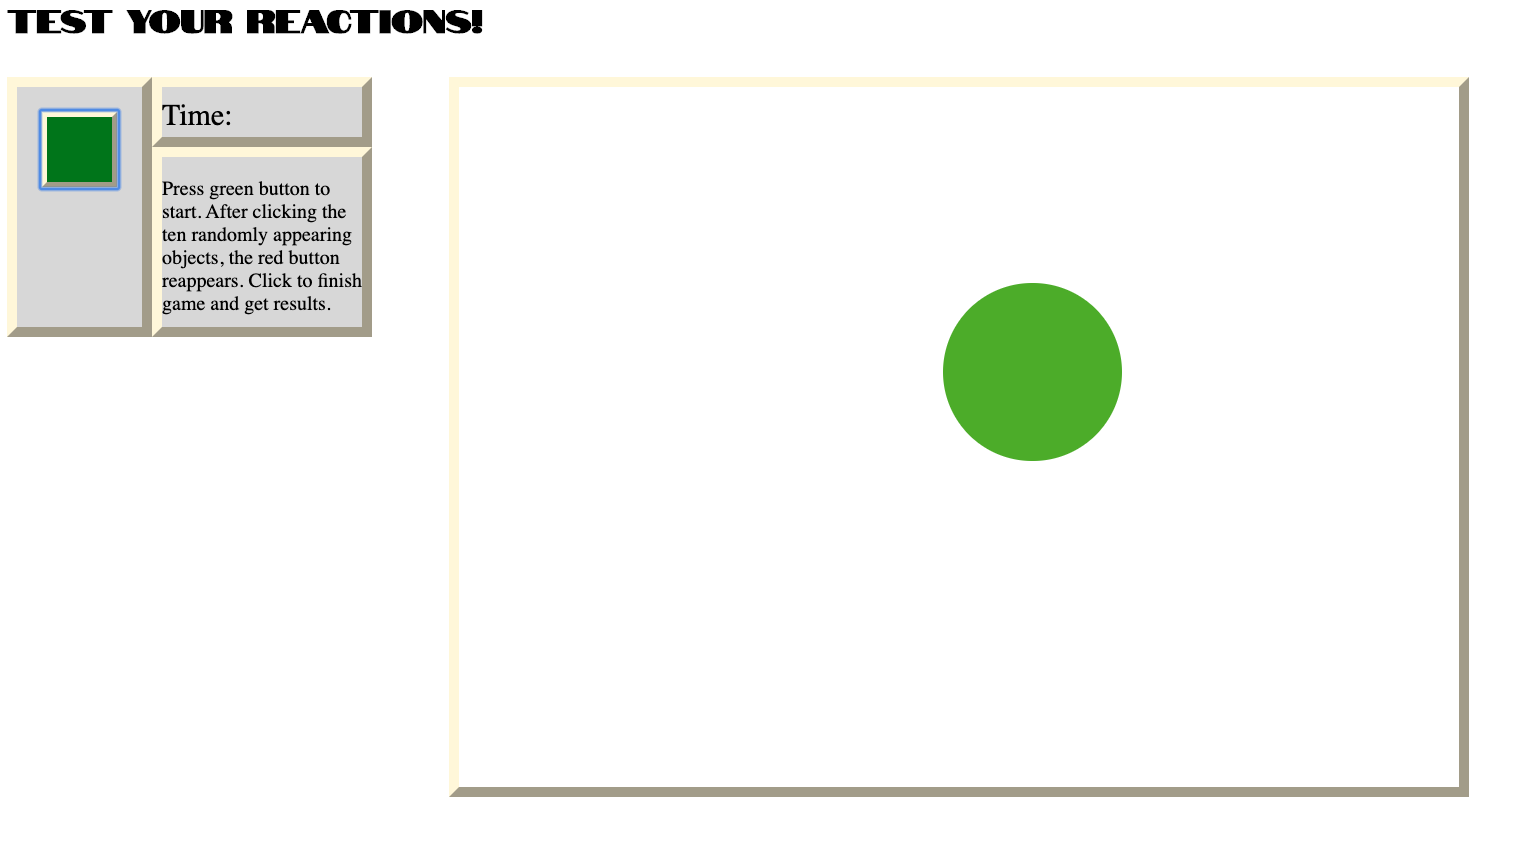 TEST YOUR REACTIONS!
Time:
Press green button to
start. After clicking the
ten randomly appearing
objects, the red button
reappears. Click to finish
game and get results.